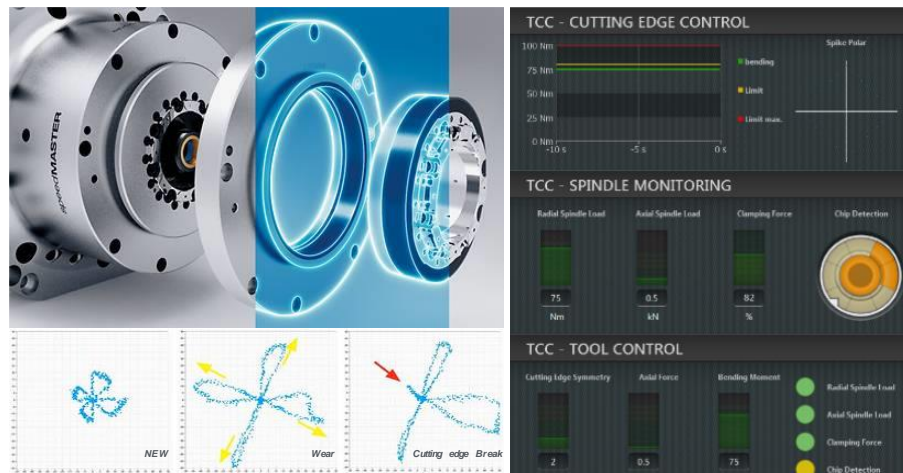 speedMASTER
NEW
Wear
Cutting edge Break
TCC - CUTTING EDGE CONTROL
100 Nm
75 Nm
50 Nm
25 Nm
0 Nm
-10 s
-5 s
0 s
bending
Limit
Limit max.
Spike Polar
TCC - SPINDLE MONITORING
Radial Spindle Load
Axial Spindle Load
Clamping Force
Chip Detection
75
0.5
82
Nm
kN
%
TCC - TOOL CONTROL
Cutting Edge Symmetry
Axial Force
Bending Moment
Radial Spindle Load
Axial Spindle Load
Clamping Force
Chip Detection
2
0.5
75